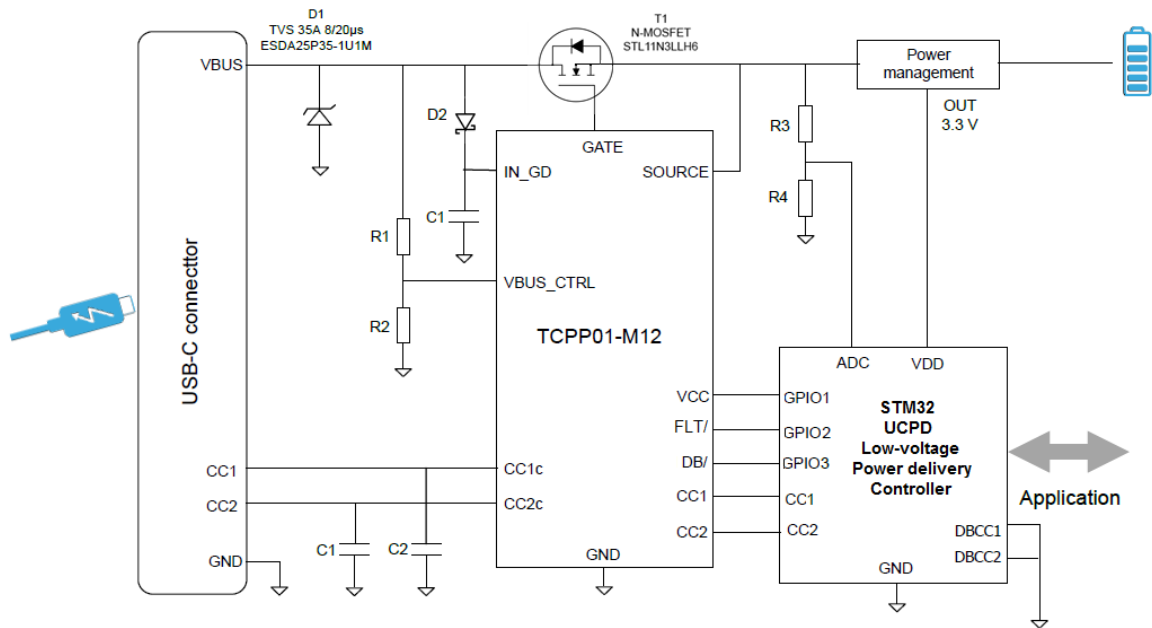 D1
TVS 35A 8/20µs
ESDA25P35-1U1M
T1
N-MOSFET
STL11N3LLH6
VBUS
Power
management
OUT
3.3 V
D2
GATE
IN_GD
SOURCE
R3
R4
C1
R1
VBUS_CTRL
R2
TCPP01-M12
USB-C connecttor
ADC
VDD
VCC
GPIO1
STM32
UCPD
Low-voltage
Power delivery
Controller
FLT/
GPIO2
DB/
GPIO3
CC1
CC1c
CC1
CC1
CC2
CC2c
CC2
CC2
Application
C1
C2
DBCC1
DBCC2
GND
GND
GND